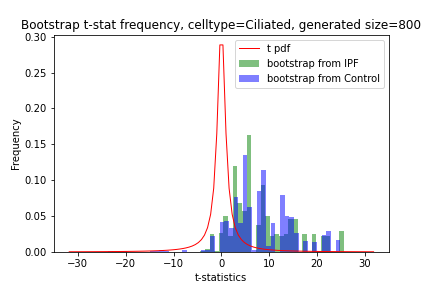 Bootstrap t-stat frequency, celltype=Ciliated, generated size=800
t pdf
bootstrap from IPF
bootstrap from Control
Frequency
0.30
0.25
0.20
0.15
0.10
0.05
0.00
−30
−20
−10
0
10
20
30
t-statistics